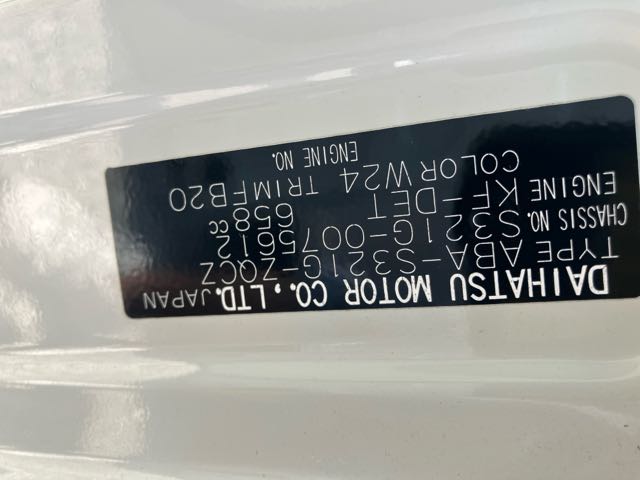 DAIHATSU MOTOR CO.,LTD. JAPAN
TYPE ABA-S321G-ZQCZ
CHASSIS NO. S321G-0075612
ENGINE KF-DET 658cc
COLOR W24 TRIM FB20
ENGINE NO.